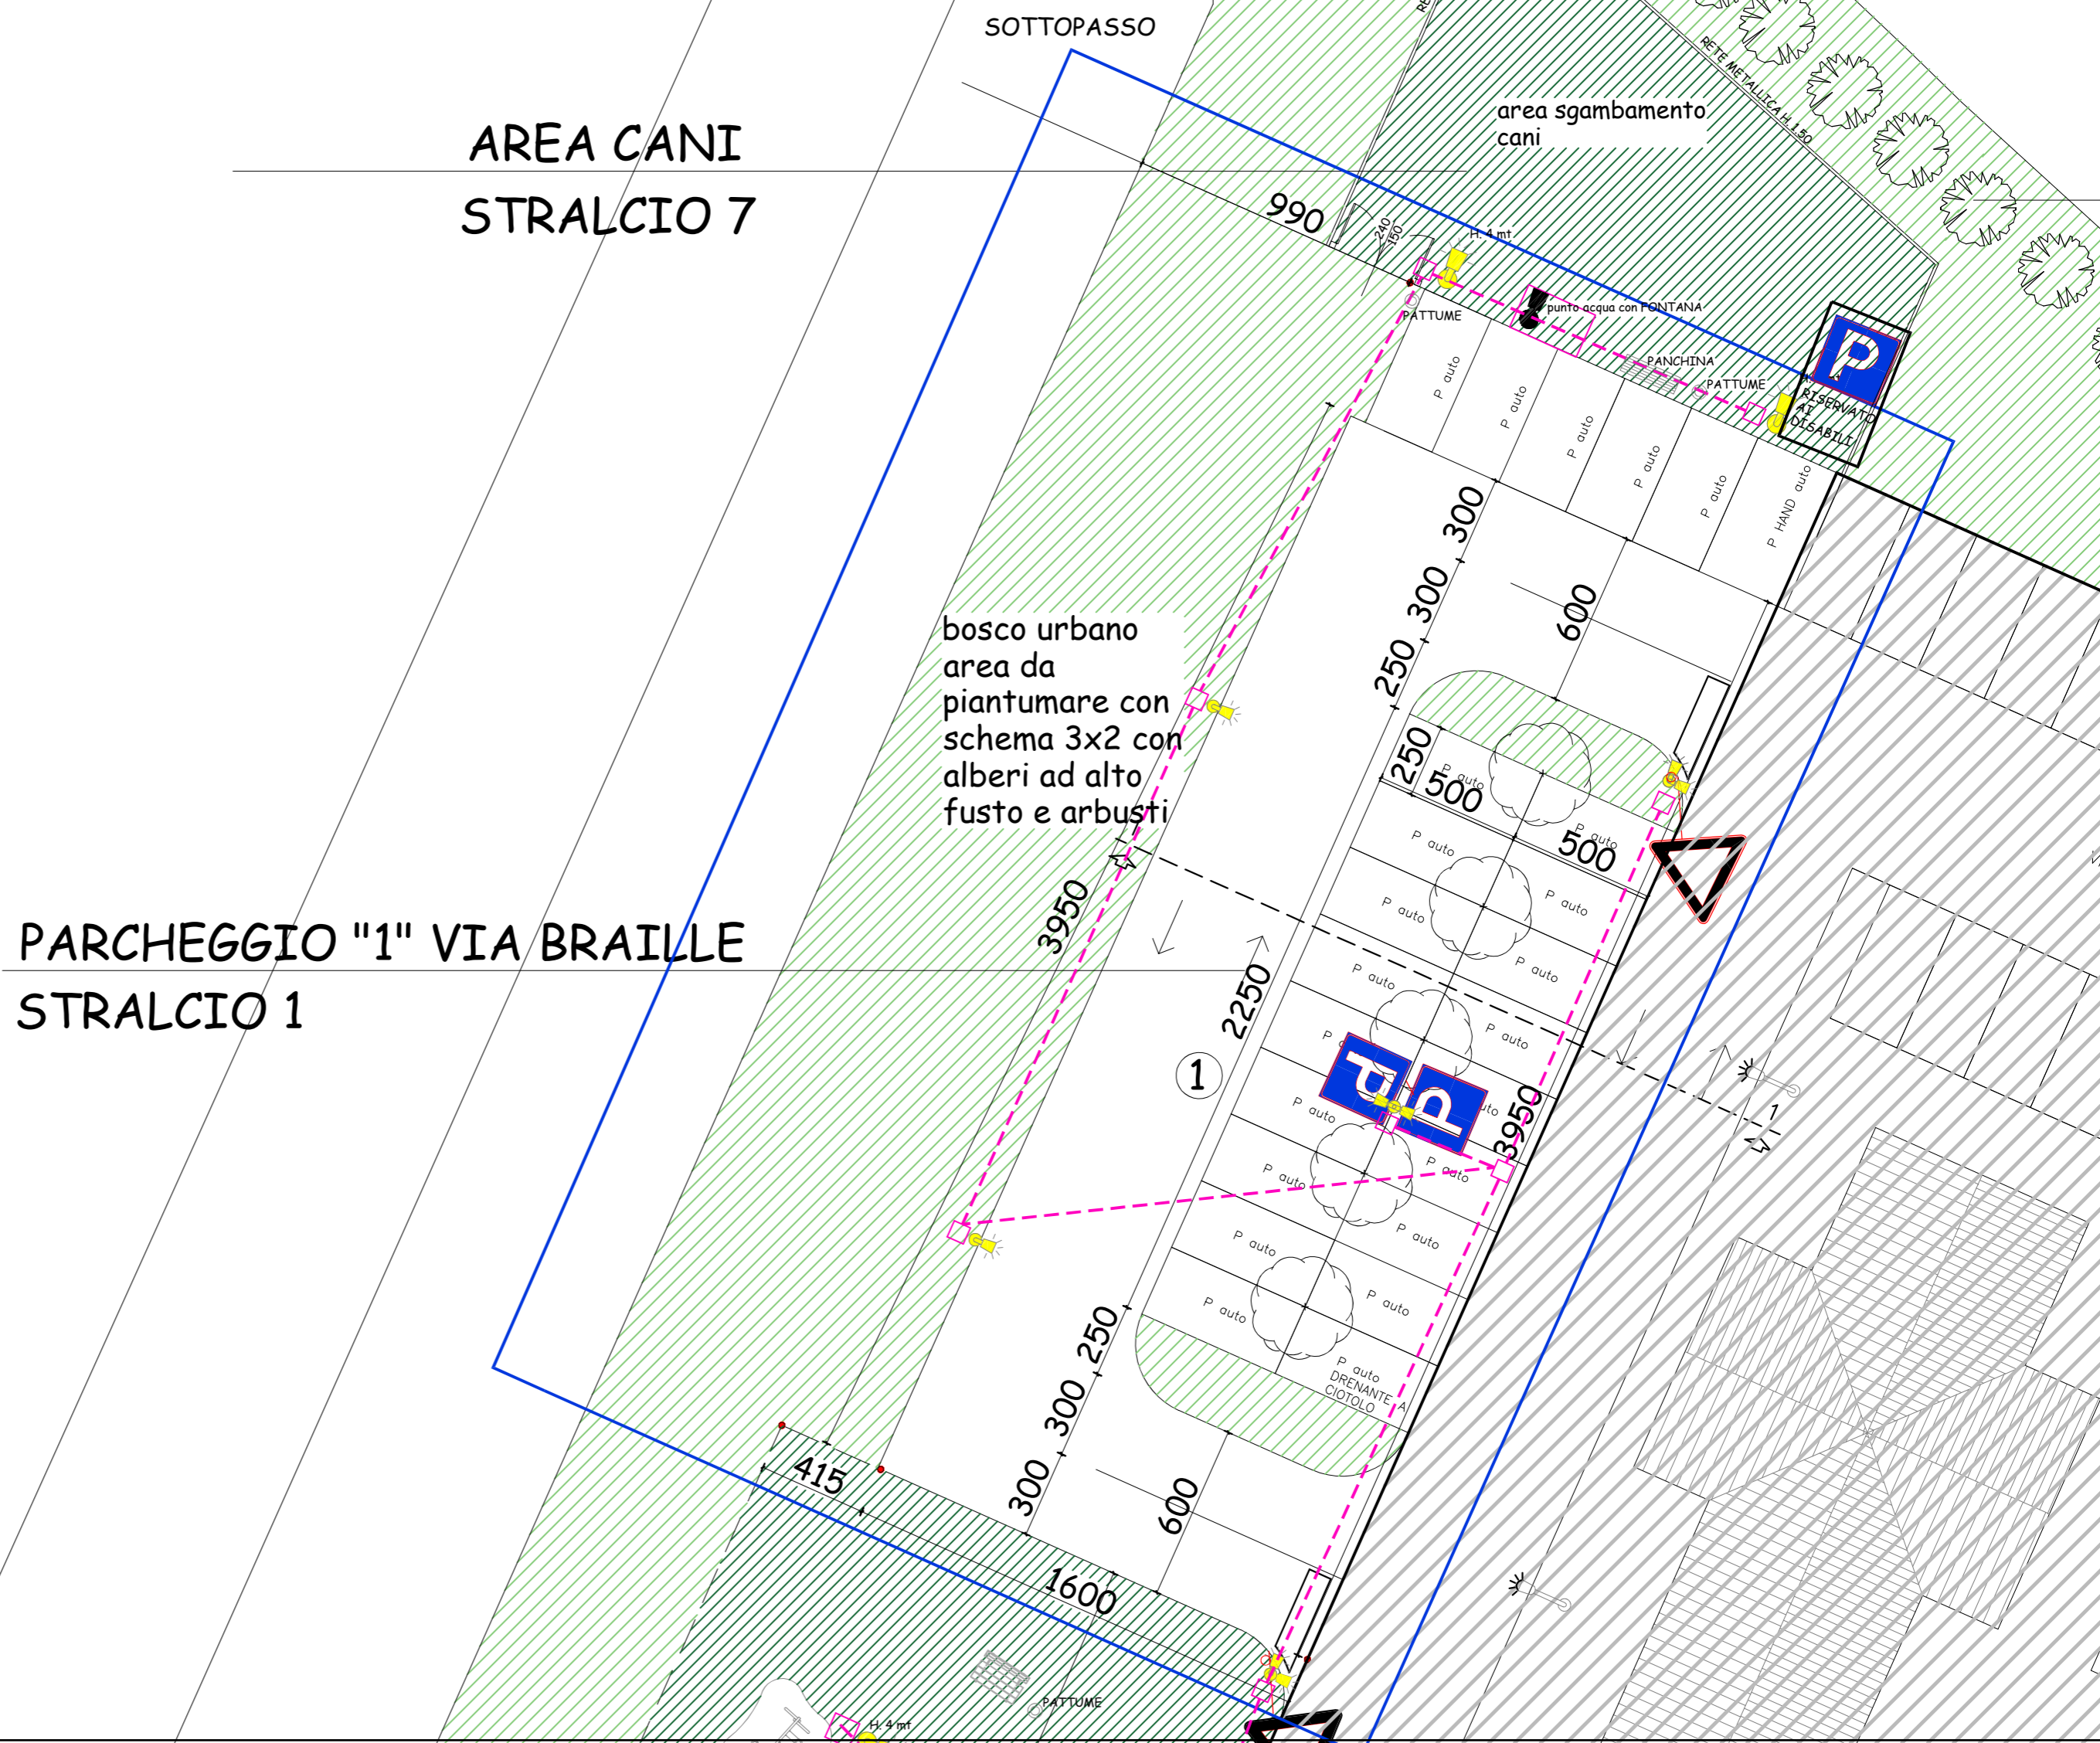 SOTTOPASSO
RETE METALLICA H. 1.50
area sgambamento
cani
AREA CANI
STRALCIO 7
990
240
150
H. 4 mt
PATTUME
punto acqua con FONTANA
PANCHINA
PATTUME
P
RISERVATO
AI
DISABILI
P auto
P auto
P auto
P auto
P auto
P HAND auto
300
300
250
600
bosco urbano
area da
piantumare con
schema 3x2 con
alberi ad alto
fusto e arbusti
250
500
500
P auto
P auto
auto
P auto
P auto
P auto
P auto
P auto
3950
PARCHEGGIO "1" VIA BRAILLE
STRALCIO 1
2250
1
P
P
3950
1
P auto
P auto
P auto
auto
P auto
P auto
P auto
P auto
P auto
DRENANTE A
CIOTOLO
250
300
300
600
415
1600
PATTUME
H. 4 mt